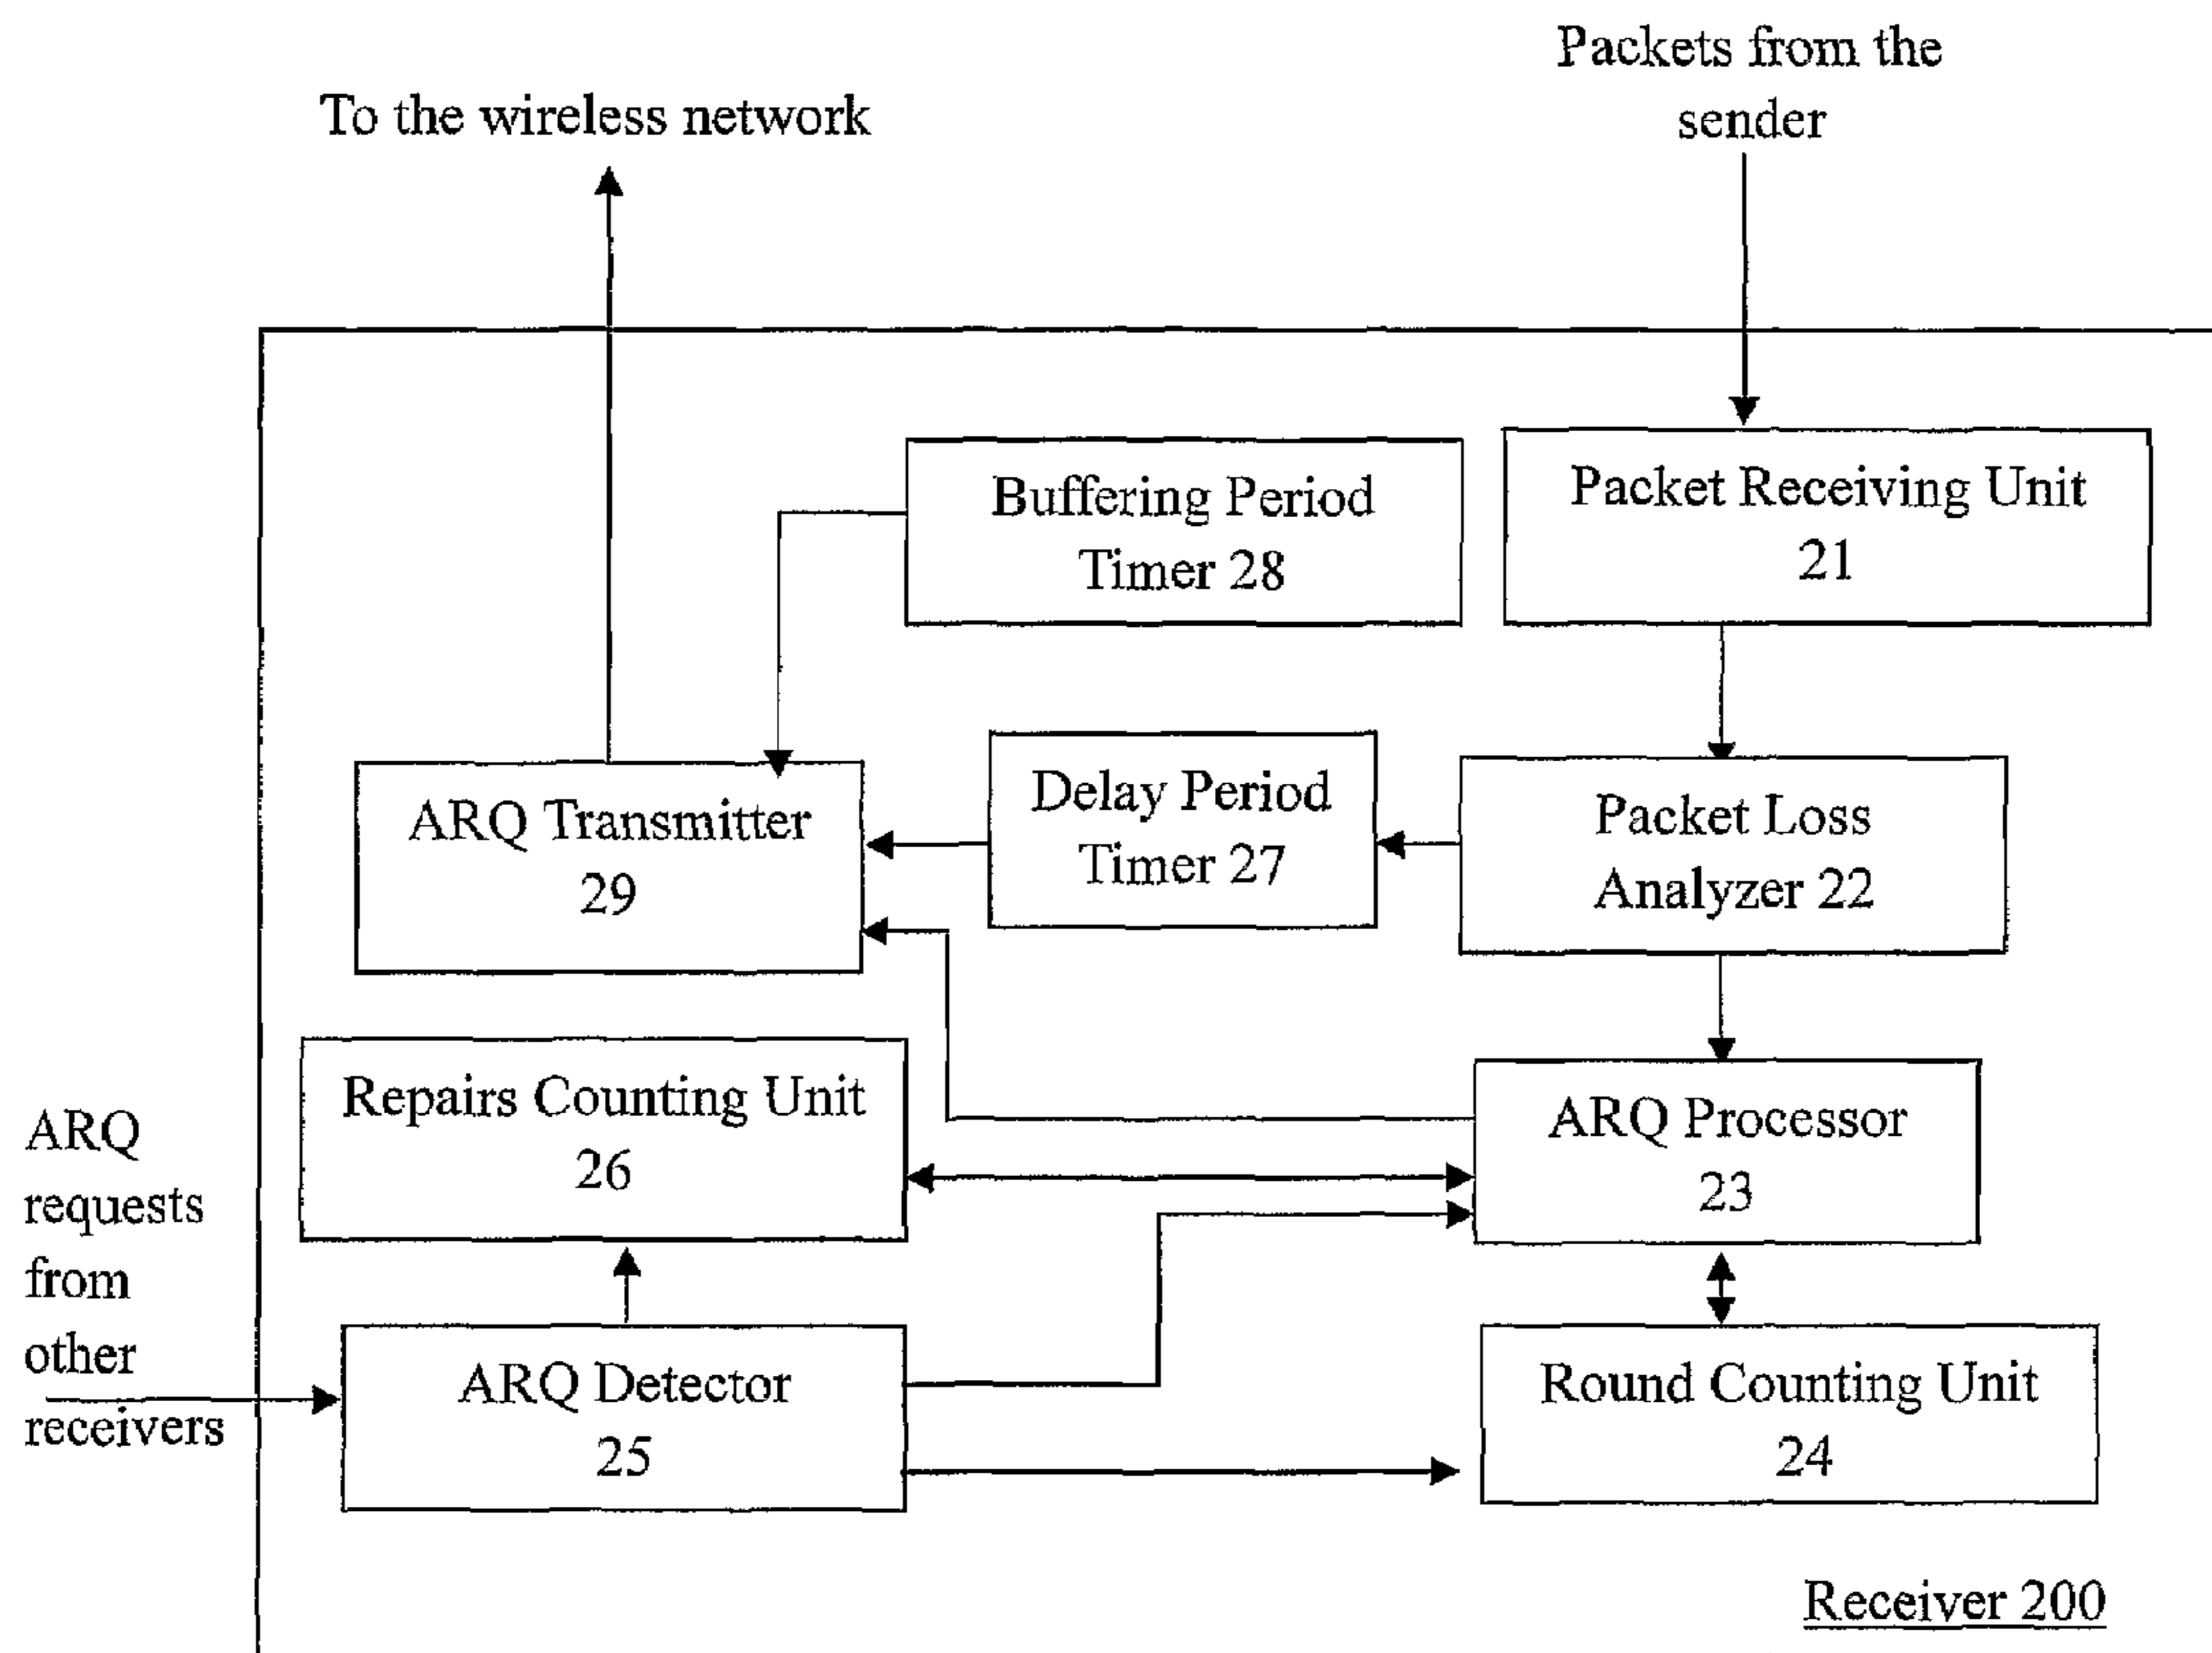 Packets from the
sender
To the wireless network
Buffering Period
Timer 28
Packet Receiving Unit
21
ARQ Transmitter
29
Delay Period
Timer 27
Packet Loss
Analyzer 22
Repairs Counting Unit
26
ARQ Processor
23
ARQ
requests
from
other
receivers
ARQ Detector
25
Round Counting Unit
24
Receiver 200